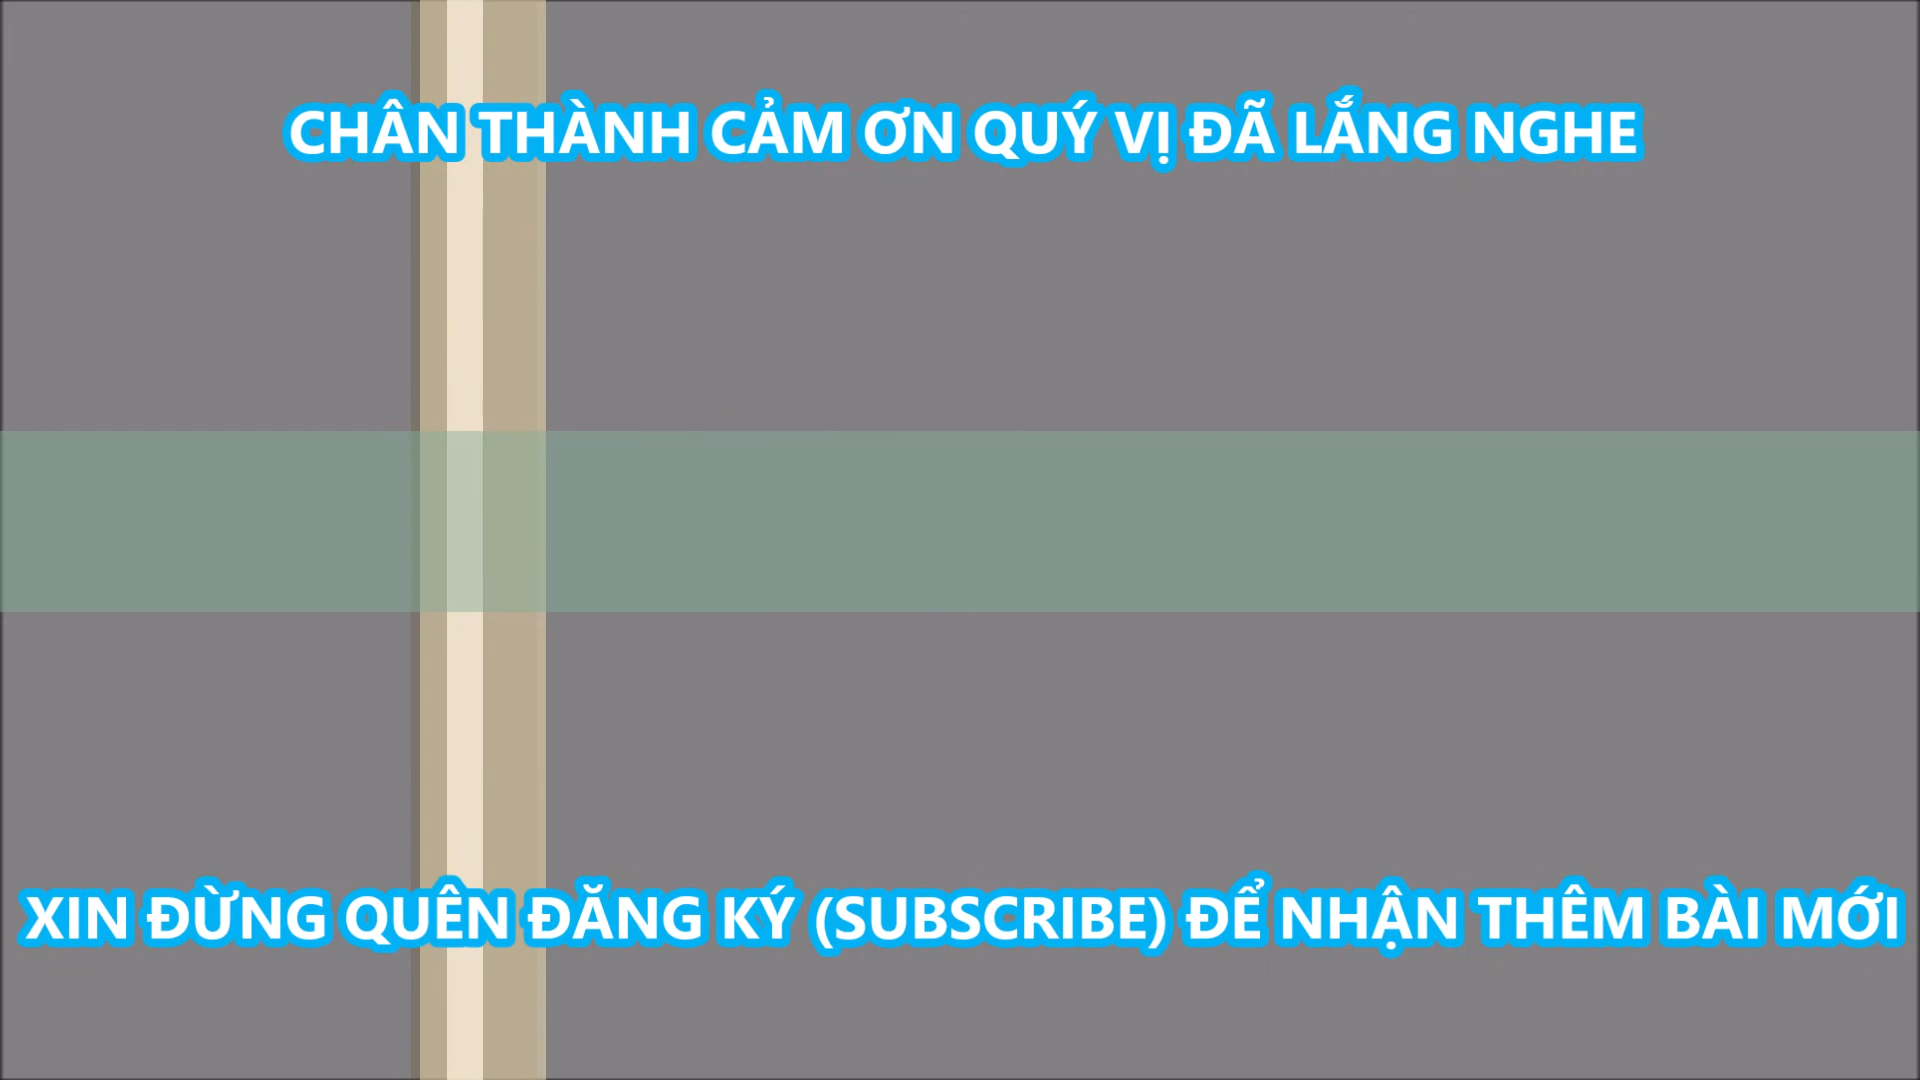 CHÂN THÀNH CẢM ƠN QUÝ VỊ ĐÃ LẮNG NGHE
XIN ĐỪNG QUÊN ĐĂNG KÝ (SUBSCRIBE) ĐỂ NHẬN THÊM BÀI MỚI